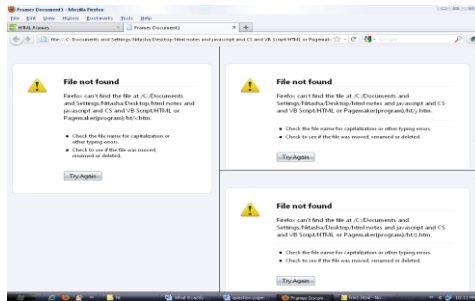 Frames Document1 - Mozilla Firefox
File Edit View History Bookmarks Tools Help
HTML Frames
Frames Document1
File not found
Firefox can't find the file at /C:/Documents
and Settings/Nitasha/Desktop/html notes and
javascript and CS and VB Script/HTML or
Pagemaker(program)/ht/x.htm.
Check the file name for capitalization or
other typing errors.
Check to see if the file was moved,
renamed or deleted.
Try Again
File not found
Firefox can't find the file at /C:/Documents and
Settings/Nitasha/Desktop/html notes and javascript and CS
and VB Script/HTML or Pagemaker(program)/ht/y.htm.
Check the file name for capitalization or other typing errors.
Check to see if the file was moved, renamed or deleted.
Try Again
File not found
Firefox can't find the file at /C:/Documents and
Settings/Nitasha/Desktop/html notes and javascript and CS
and VB Script/HTML or Pagemaker(program)/ht/z.htm.
Check the file name for capitalization or other typing errors.
Check to see if the file was moved, renamed or deleted.
Try Again